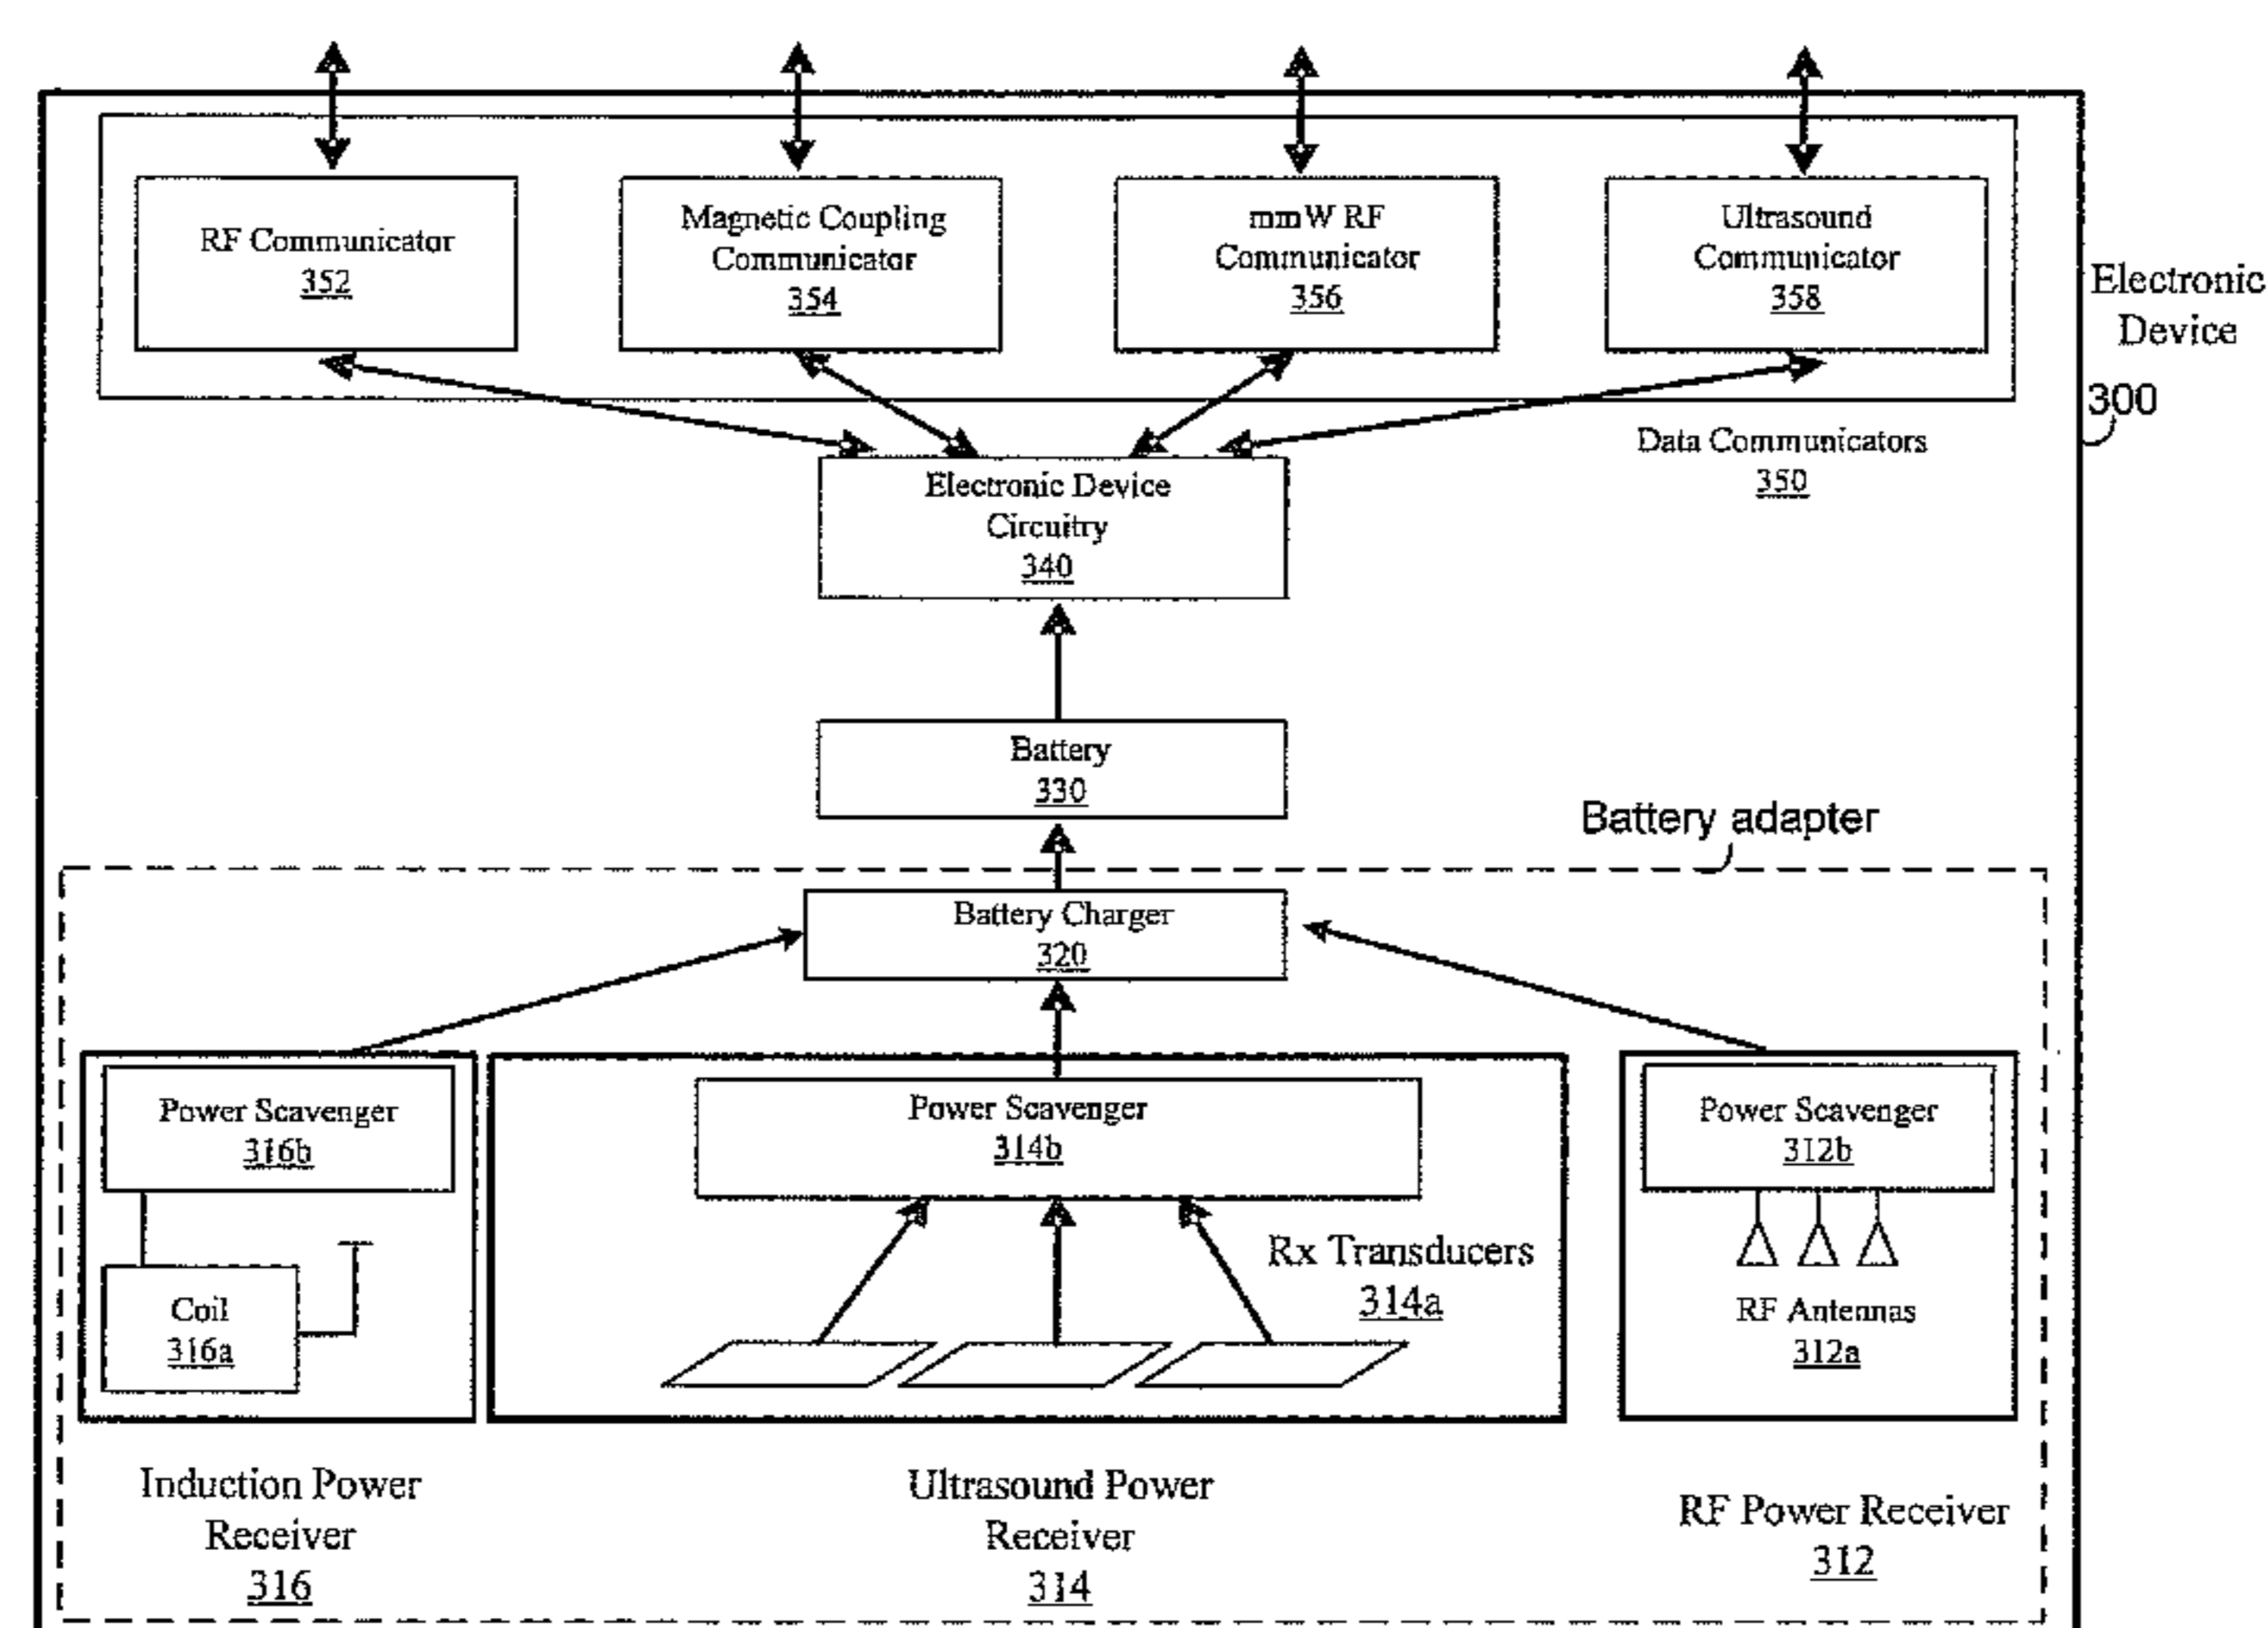 RF Communicator
352
Magnetic Coupling
Communicator
354
mmW RF
Communicator
356
Ultrasound
Communicator
358
Electronic
Device
300
Data Communicators
350
Electronic Device
Circuitry
340
Battery
330
Battery adapter
Battery Charger
320
Power Scavenger
316b
Coil
316a
Power Scavenger
314b
Rx Transducers
314a
Power Scavenger
312b
RF Antennas
312a
Induction Power
Receiver
316
Ultrasound Power
Receiver
314
RF Power Receiver
312